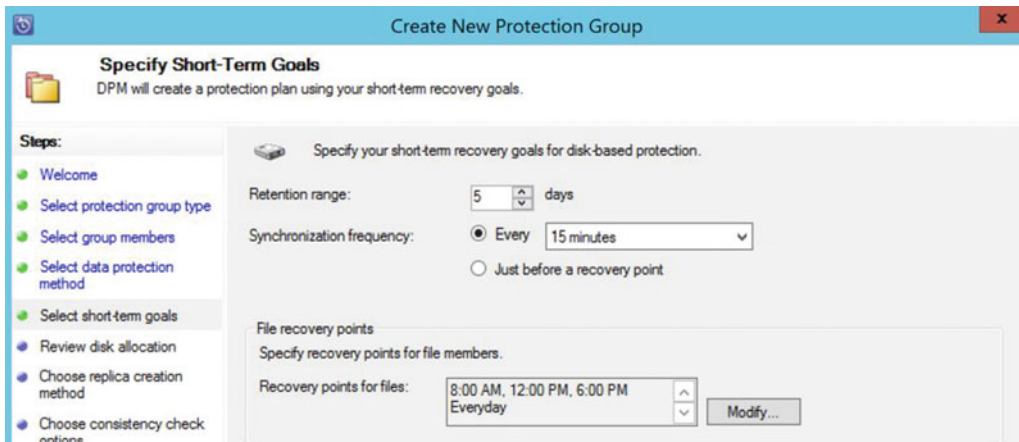 Create New Protection Group
x
Specify Short-Term Goals
DPM will create a protection plan using your short-term recovery goals.
Steps:
Welcome
Select protection group type
Select group members
Select data protection
method
Select short-term goals
Review disk allocation
Choose replica creation
method
Choose consistency check
options
Specify your short-term recovery goals for disk-based protection.
Retention range: 5 days
Synchronization frequency: Every 15 minutes
Just before a recovery point
File recovery points
Specify recovery points for file members.
Recovery points for files: 8:00 AM, 12:00 PM, 6:00 PM
Everyday
Modify...